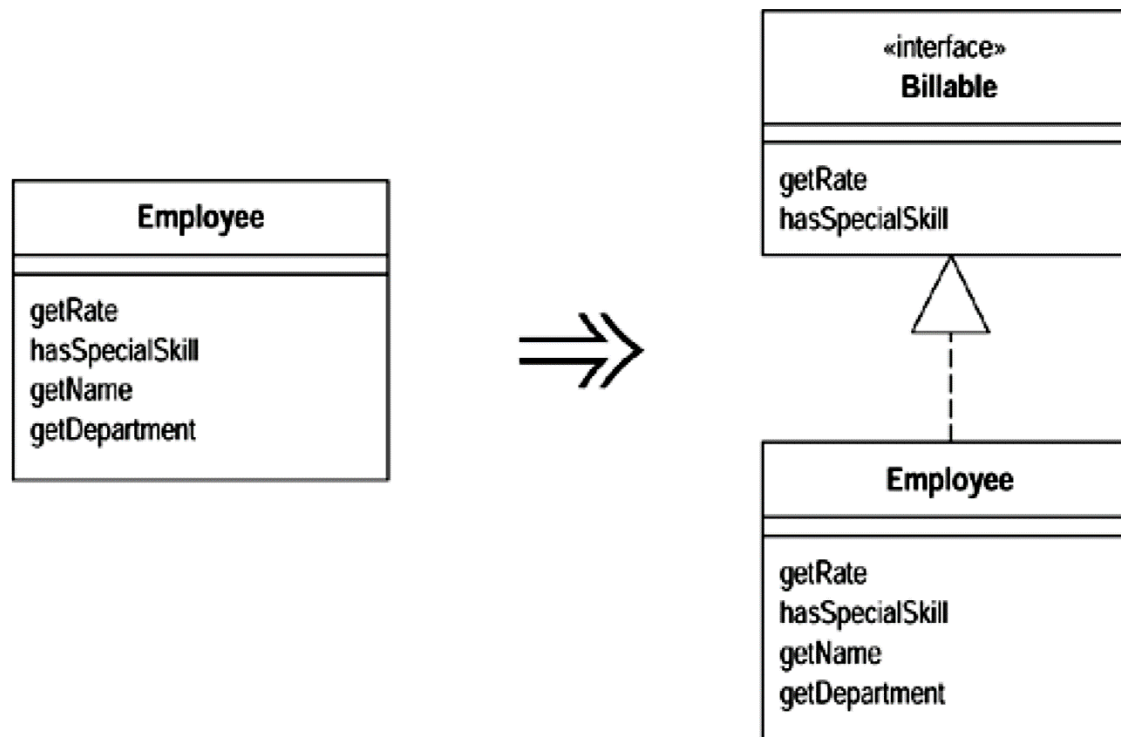 Employee
getRate
hasSpecialSkill
getName
getDepartment
«interface»
Billable
getRate
hasSpecialSkill
Employee
getRate
hasSpecialSkill
getName
getDepartment